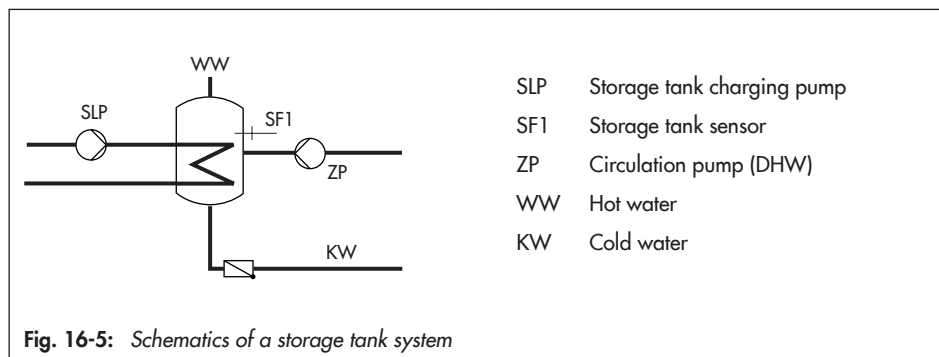 WW
SLP
SF1
ZP
KW
SLP Storage tank charging pump
SF1 Storage tank sensor
ZP Circulation pump (DHW)
WW Hot water
KW Cold water
Fig. 16-5: Schematics of a storage tank system